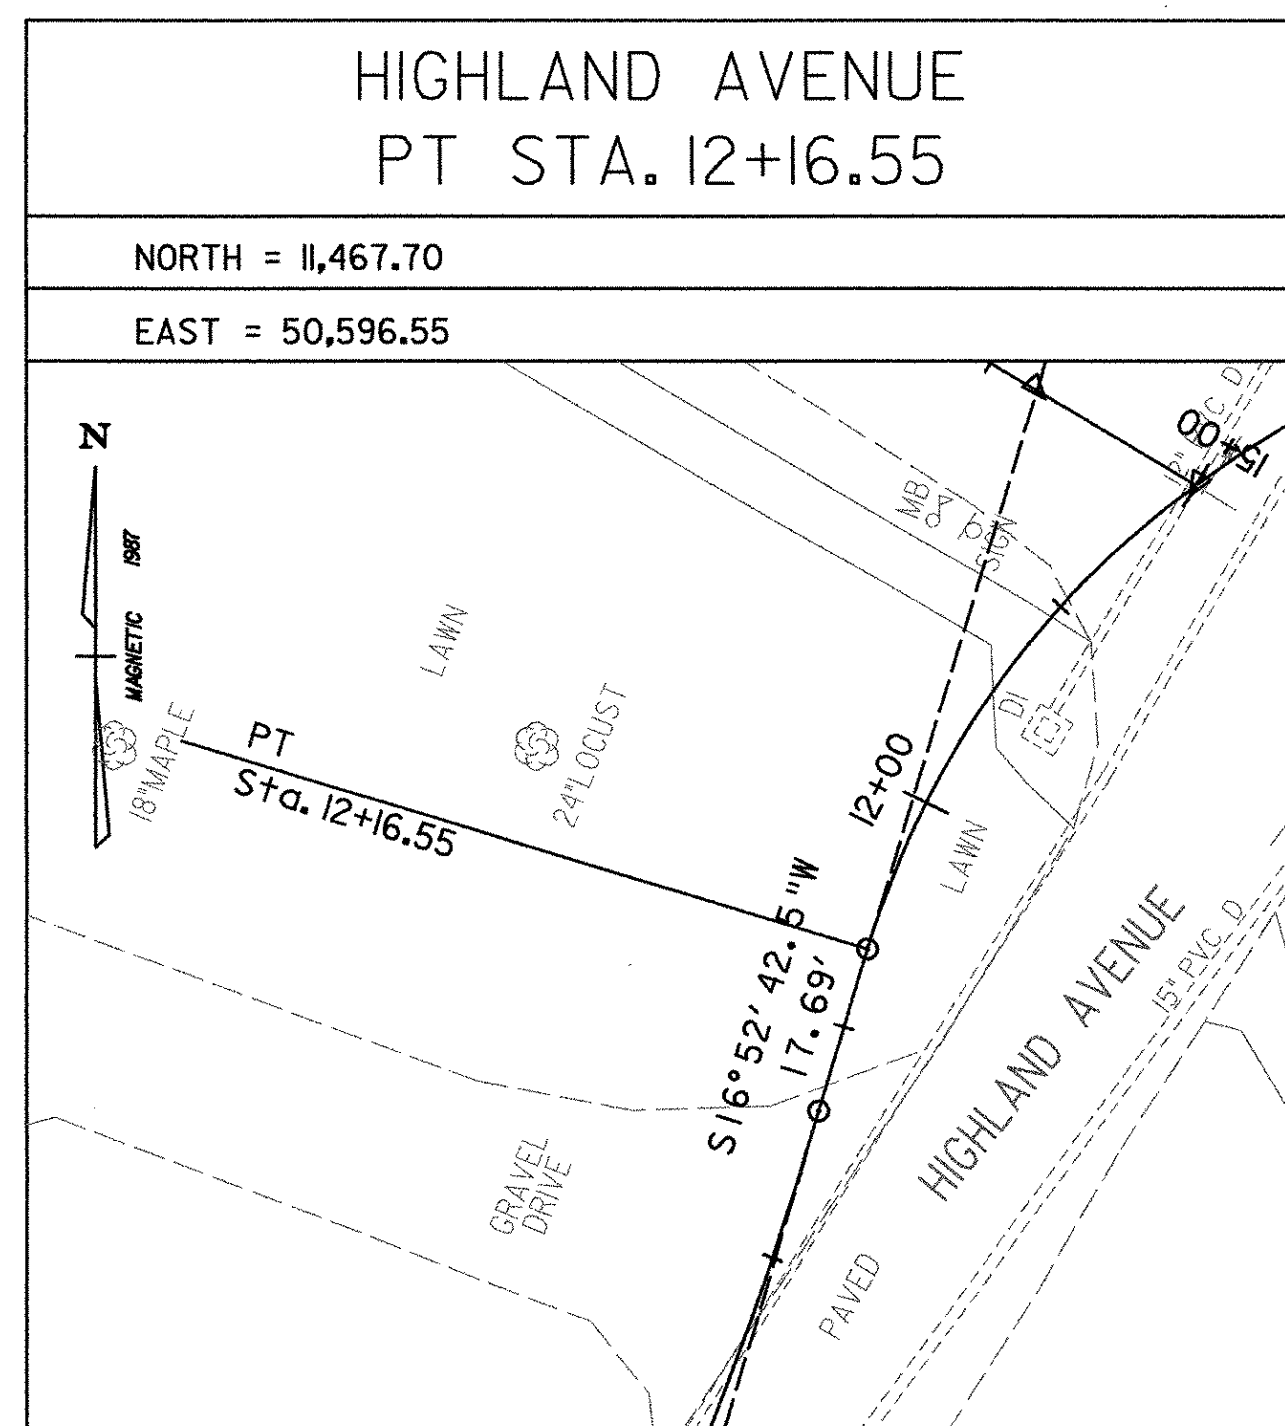 HIGHLAND AVENUE
PT STA. 12+16.55
NORTH = 11,467.70
EAST = 50,596.55
N
MAGNETIC 1987
15+00
MB
SIGN
LAWN
DI
18"MAPLE
PT
Sta. 12+16.55
24"LOCUST
12+00
LAWN
S16°52'42.5"W
17.69'
HIGHLAND AVENUE
15" PVC D
GRAVEL
DRIVE
PAVED